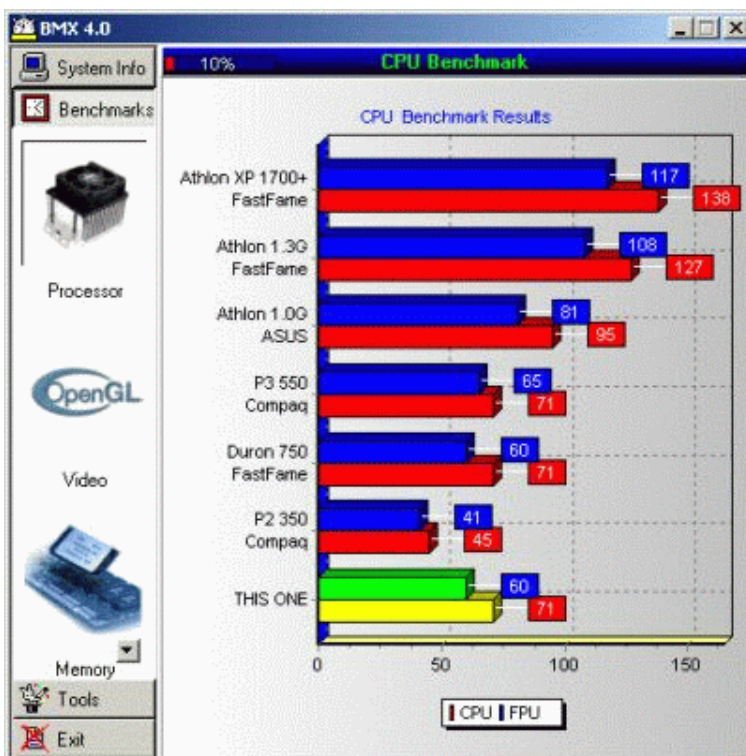 BMX 4.0
System Info
Benchmarks
Processor
OpenGL
Video
Memory
Tools
Exit
10%
CPU Benchmark
CPU Benchmark Results
Athlon XP 1700+
FastFame
117
138
Athlon 1.3G
FastFame
108
127
Athlon 1.0G
ASUS
81
95
P3 550
Compaq
65
71
Duron 750
FastFame
60
71
P2 350
Compaq
41
45
THIS ONE
60
71
0 50 100 150
CPU FPU